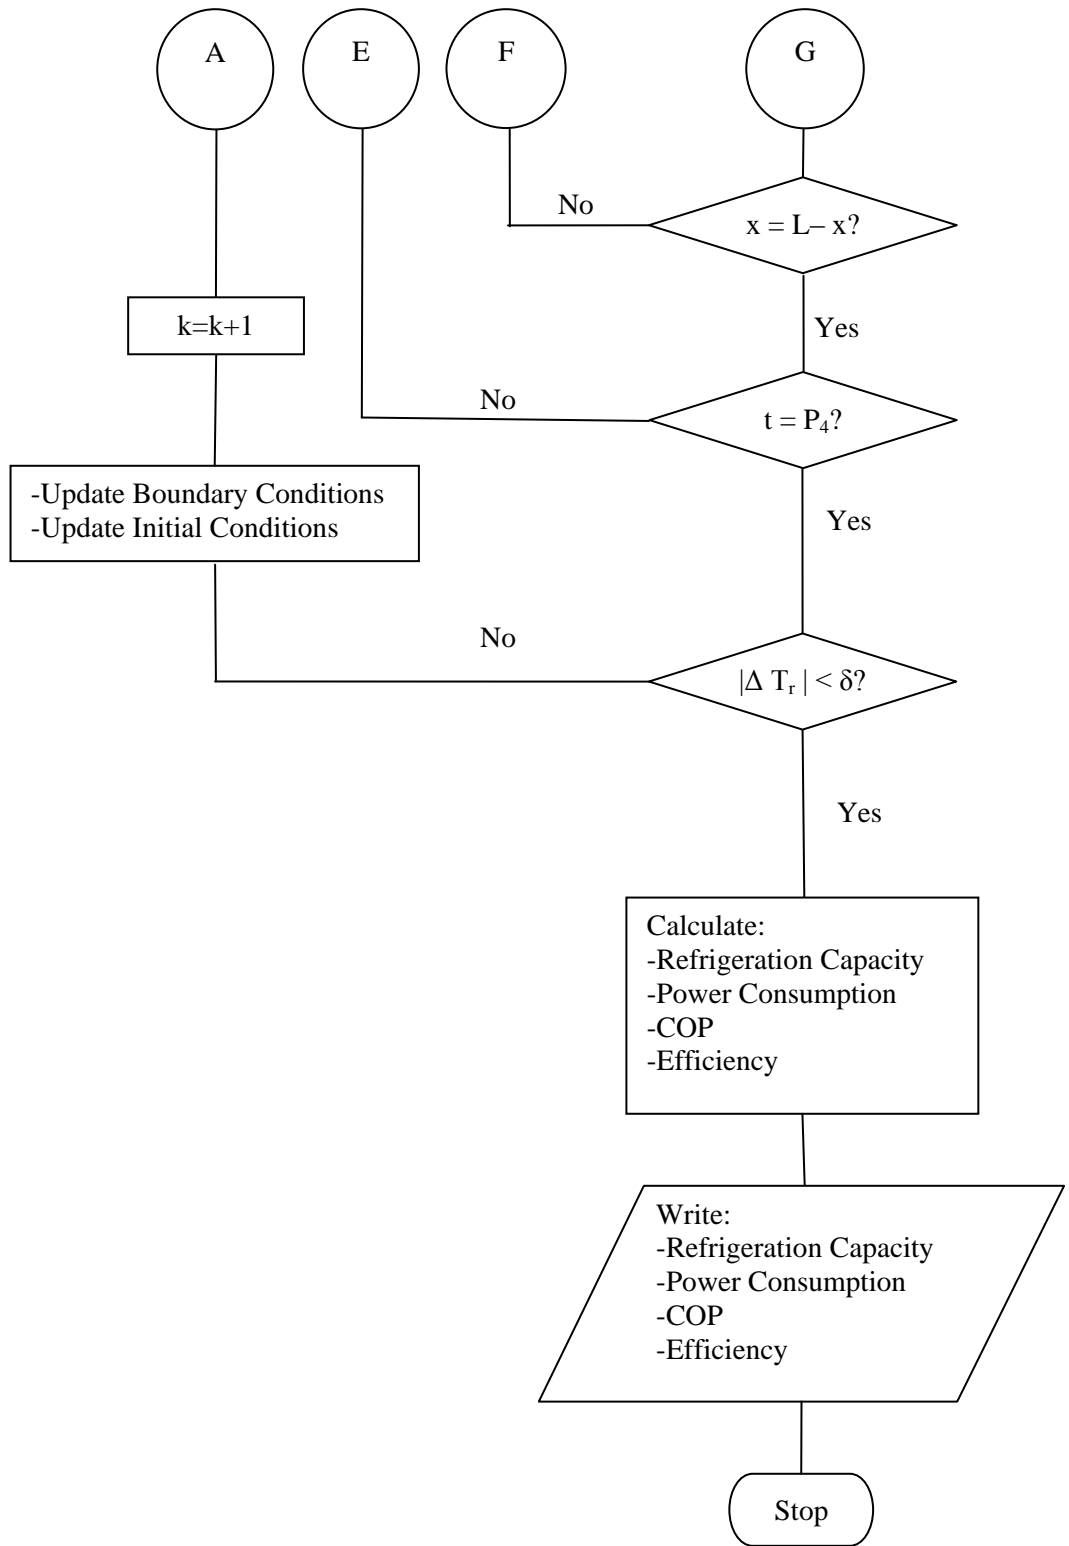 A
E
F
G
No
x = L– x?
k=k+1
Yes
No
t = P₄?
-Update Boundary Conditions
-Update Initial Conditions
Yes
No
|Δ Tᵣ | < δ?
Yes
Calculate:
-Refrigeration Capacity
-Power Consumption
-COP
-Efficiency
Write:
-Refrigeration Capacity
-Power Consumption
-COP
-Efficiency
Stop